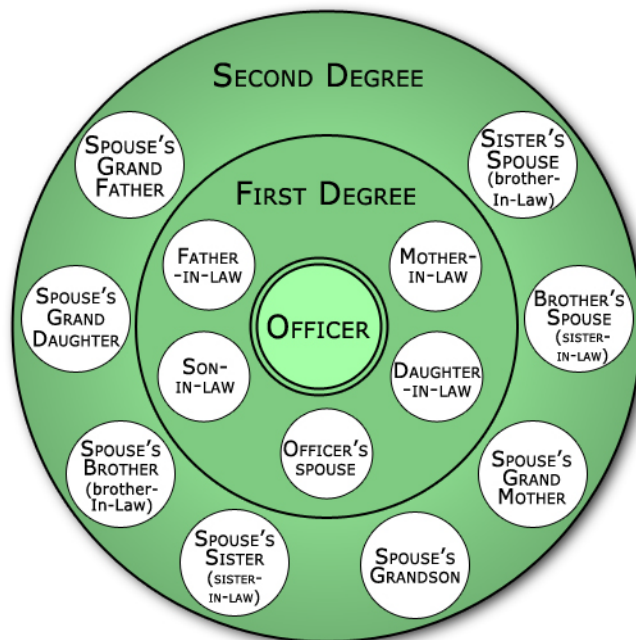 SECOND DEGREE
SPOUSE'S
GRAND
FATHER
SISTER'S
SPOUSE
(brother-
In-Law)
FIRST DEGREE
FATHER
-IN-LAW
MOTHER-
IN-LAW
SPOUSE'S
GRAND
DAUGHTER
OFFICER
BROTHER'S
SPOUSE
(SISTER-
IN-LAW)
SON-
IN-LAW
DAUGHTER
-IN-LAW
OFFICER'S
SPOUSE
SPOUSE'S
BROTHER
(brother-
In-Law)
SPOUSE'S
GRAND
MOTHER
SPOUSE'S
SISTER
(SISTER-
IN-LAW)
SPOUSE'S
GRANDSON